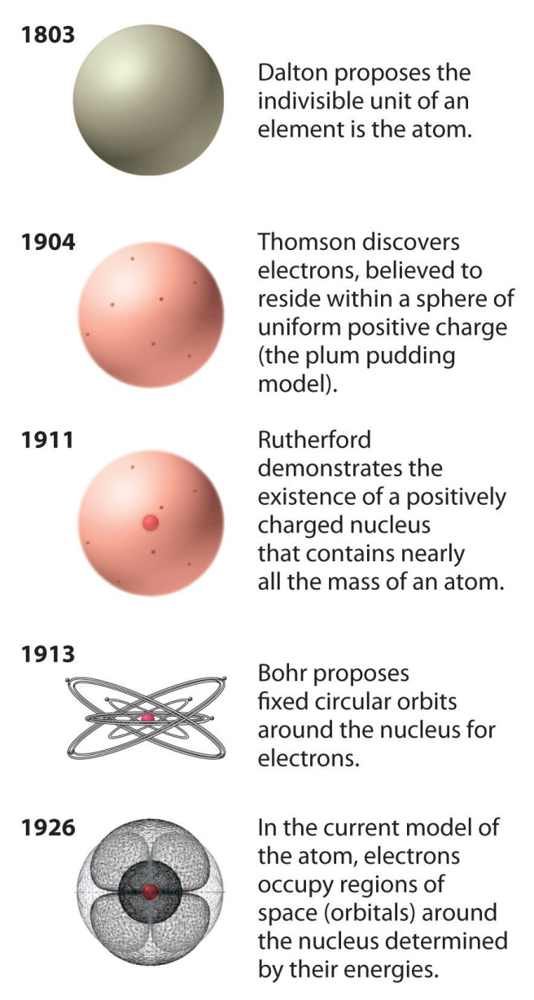 1803
Dalton proposes the
indivisible unit of an
element is the atom.
1904
Thomson discovers
electrons, believed to
reside within a sphere of
uniform positive charge
(the plum pudding
model).
1911
Rutherford
demonstrates the
existence of a positively
charged nucleus
that contains nearly
all the mass of an atom.
1913
Bohr proposes
fixed circular orbits
around the nucleus for
electrons.
1926
In the current model of
the atom, electrons
occupy regions of
space (orbitals) around
the nucleus determined
by their energies.